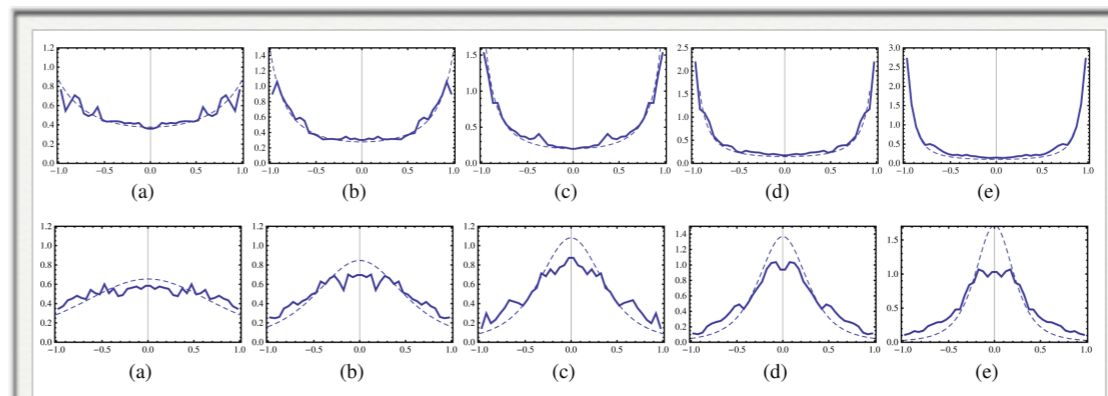 1.2 1.0 0.8 0.6 0.4 0.2 0.0
-1.0 -0.5 0.0 0.5 1.0
(a)
1.4 1.2 1.0 0.8 0.6 0.4 0.2 0.0
-1.0 -0.5 0.0 0.5 1.0
(b)
1.5 1.0 0.5 0.0
-1.0 -0.5 0.0 0.5 1.0
(c)
2.5 2.0 1.5 1.0 0.5 0.0
-1.0 -0.5 0.0 0.5 1.0
(d)
3.0 2.5 2.0 1.5 1.0 0.5 0.0
-1.0 -0.5 0.0 0.5 1.0
(e)
1.2 1.0 0.8 0.6 0.4 0.2 0.0
-1.0 -0.5 0.0 0.5 1.0
(a)
1.2 1.0 0.8 0.6 0.4 0.2 0.0
-1.0 -0.5 0.0 0.5 1.0
(b)
1.2 1.0 0.8 0.6 0.4 0.2 0.0
-1.0 -0.5 0.0 0.5 1.0
(c)
1.4 1.2 1.0 0.8 0.6 0.4 0.2 0.0
-1.0 -0.5 0.0 0.5 1.0
(d)
1.5 1.0 0.5 0.0
-1.0 -0.5 0.0 0.5 1.0
(e)